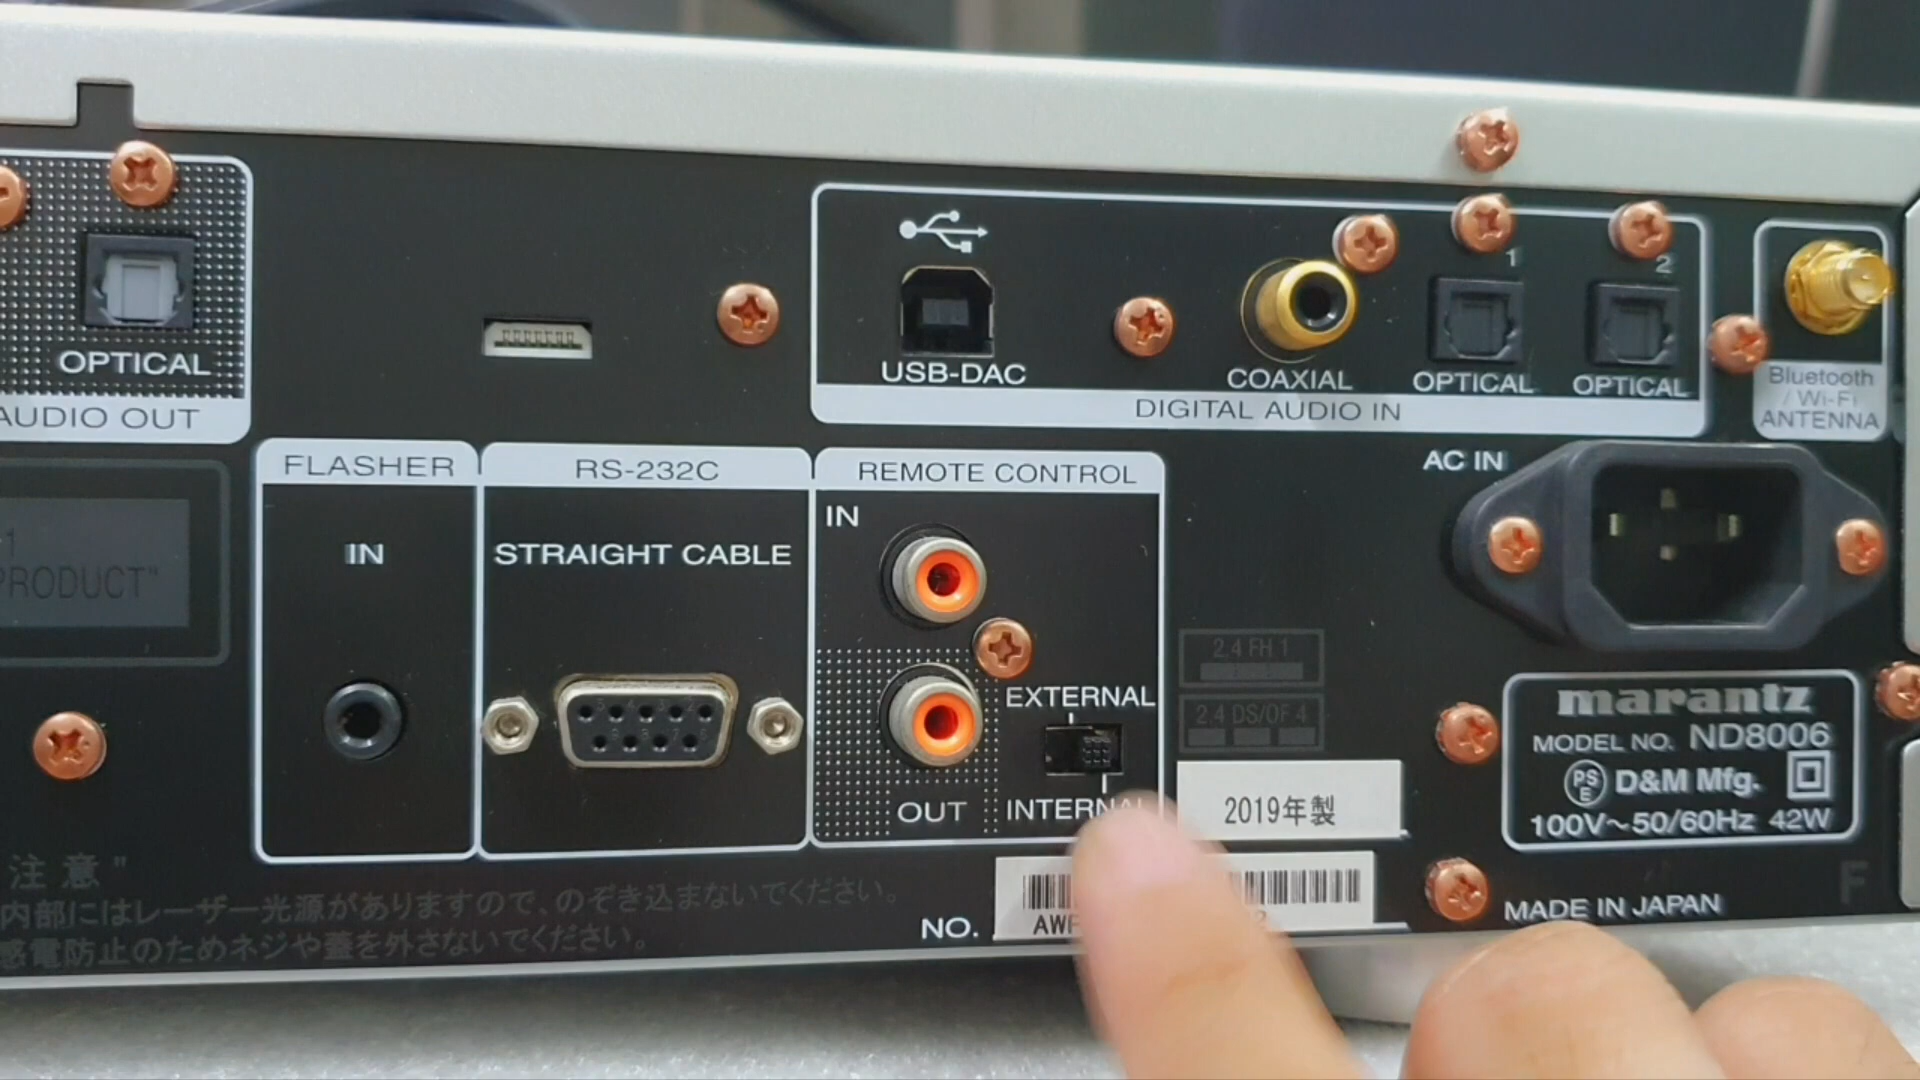 OPTICAL
AUDIO OUT
1
PRODUCT"
USB-DAC
COAXIAL
1
OPTICAL
2
OPTICAL
DIGITAL AUDIO IN
Bluetooth
/ Wi-Fi
ANTENNA
FLASHER
IN
RS-232C
STRAIGHT CABLE
REMOTE CONTROL
IN
OUT
EXTERNAL
INTERNAL
AC IN
2.4 FH 1
2.4 DS/OF 4
2019年製
marantz
MODEL NO. ND8006
PS
E
D&M Mfg.
100V～50/60Hz 42W
MADE IN JAPAN
F
NO.
注意"
内部にはレーザー光源がありますので、のぞき込まないでください。
感電防止のためネジや蓋を外さないでください。